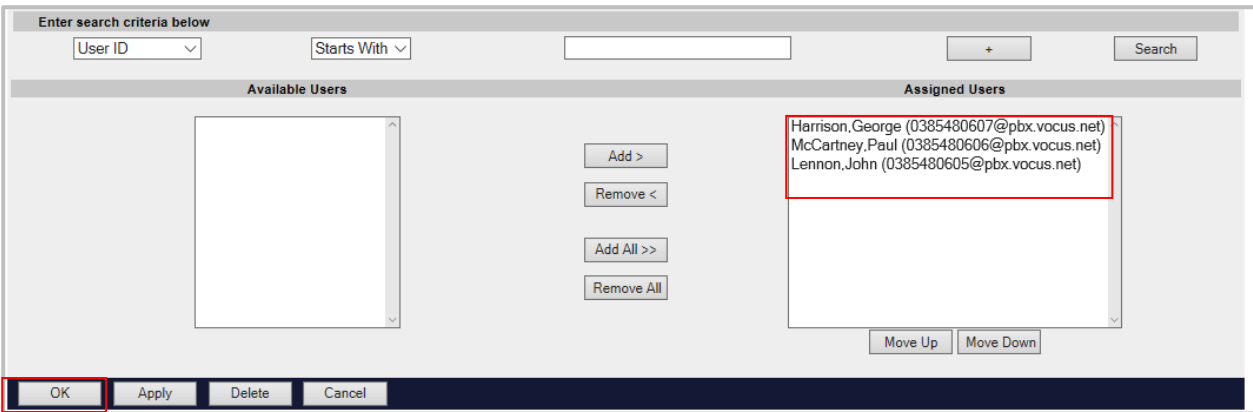 Enter search criteria below
User ID Starts With + Search
Available Users Assigned Users
Harrison,George (0385480607@pbx.vocus.net)
McCartney,Paul (0385480606@pbx.vocus.net)
Lennon,John (0385480605@pbx.vocus.net)
Add >
Remove <
Add All >>
Remove All
Move Up Move Down
OK Apply Delete Cancel